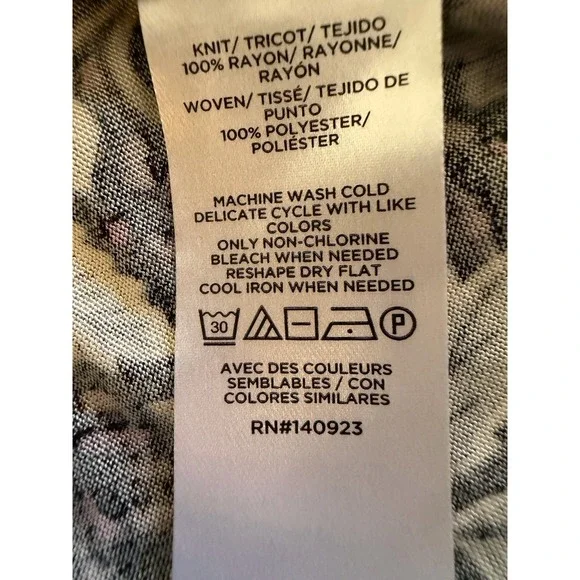 KNIT/ TRICOT/ TEJIDO
100% RAYON/ RAYONNE/
RAYÓN
WOVEN/ TISSÉ/ TEJIDO DE
PUNTO
100% POLYESTER/
POLIÉSTER
MACHINE WASH COLD
DELICATE CYCLE WITH LIKE
COLORS
ONLY NON-CHLORINE
BLEACH WHEN NEEDED
RESHAPE DRY FLAT
COOL IRON WHEN NEEDED
30 P
AVEC DES COULEURS
SEMBLABLES / CON
COLORES SIMILARES
RN#140923